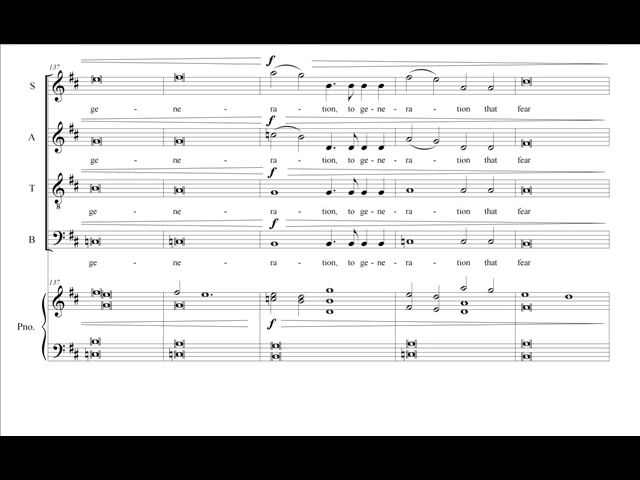 137
f
S
ge - ne - ra - tion, to ge - ne - ra - tion that fear
f
A
ge - ne - ra - tion, to ge - ne - ra - tion that fear
f
T
8
ge - ne - ra - tion, to ge - ne - ra - tion that fear
f
B
ge - ne - ra - tion, to ge - ne - ra - tion that fear
137
Pno.
f